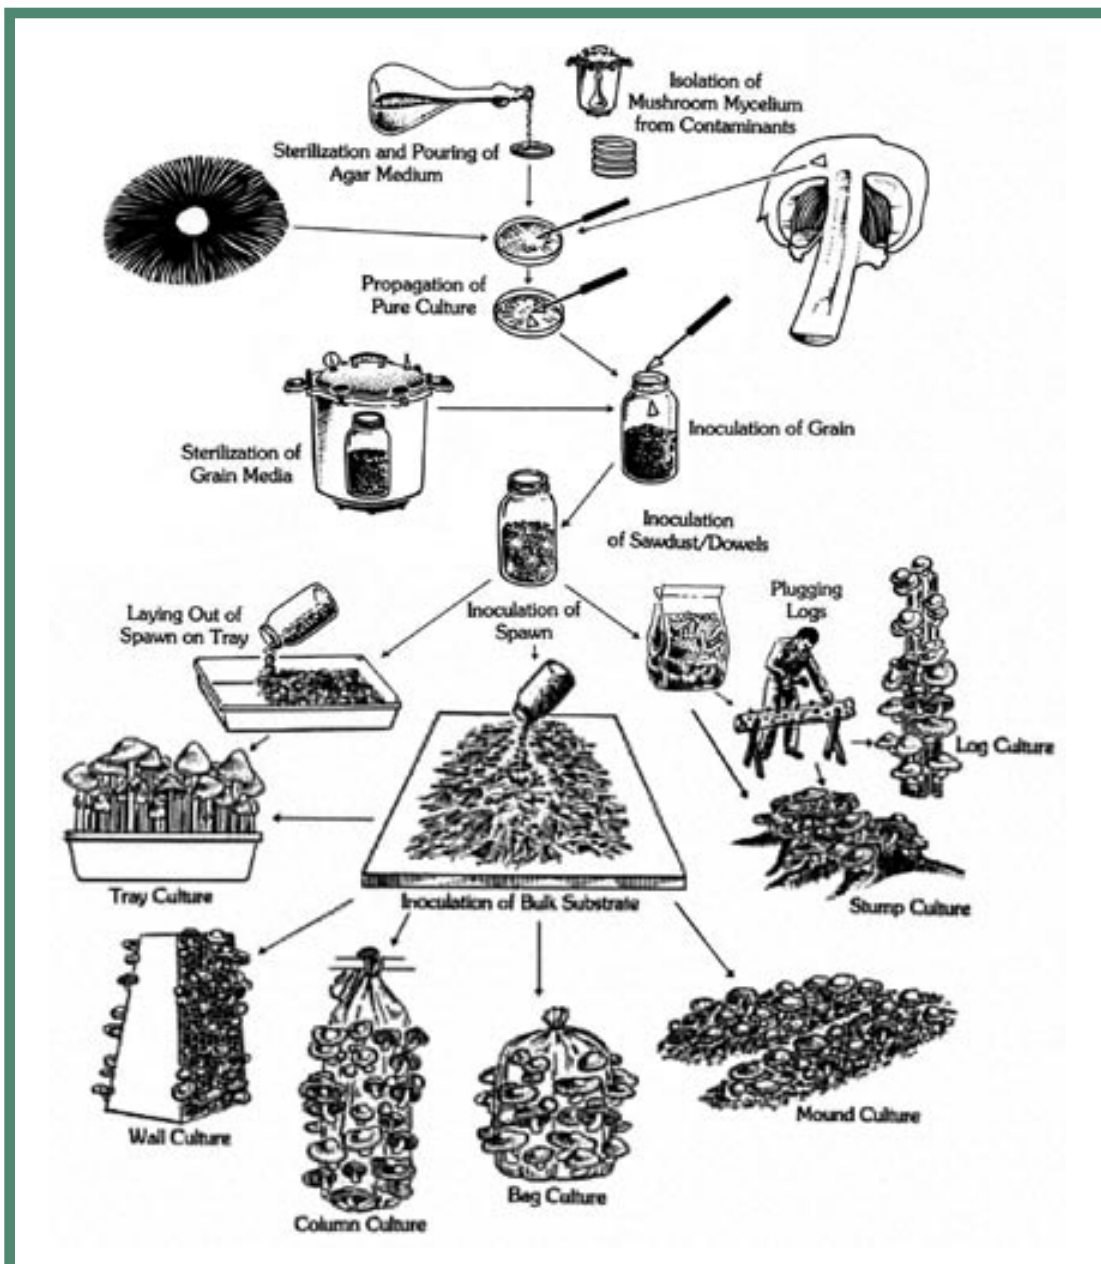 Isolation of
Mushroom Mycelium
from Contaminants
Sterilization and Pouring of
Agar Medium
Propagation of
Pure Culture
Sterilization of
Grain Media
Inoculation of Grain
Inoculation
of Sawdust/Dowels
Laying Out of
Spawn on Tray
Inoculation of
Spawn
Plugging
Logs
Log Culture
Tray Culture
Inoculation of Bulk Substrate
Stump Culture
Wall Culture
Column Culture
Bag Culture
Mound Culture